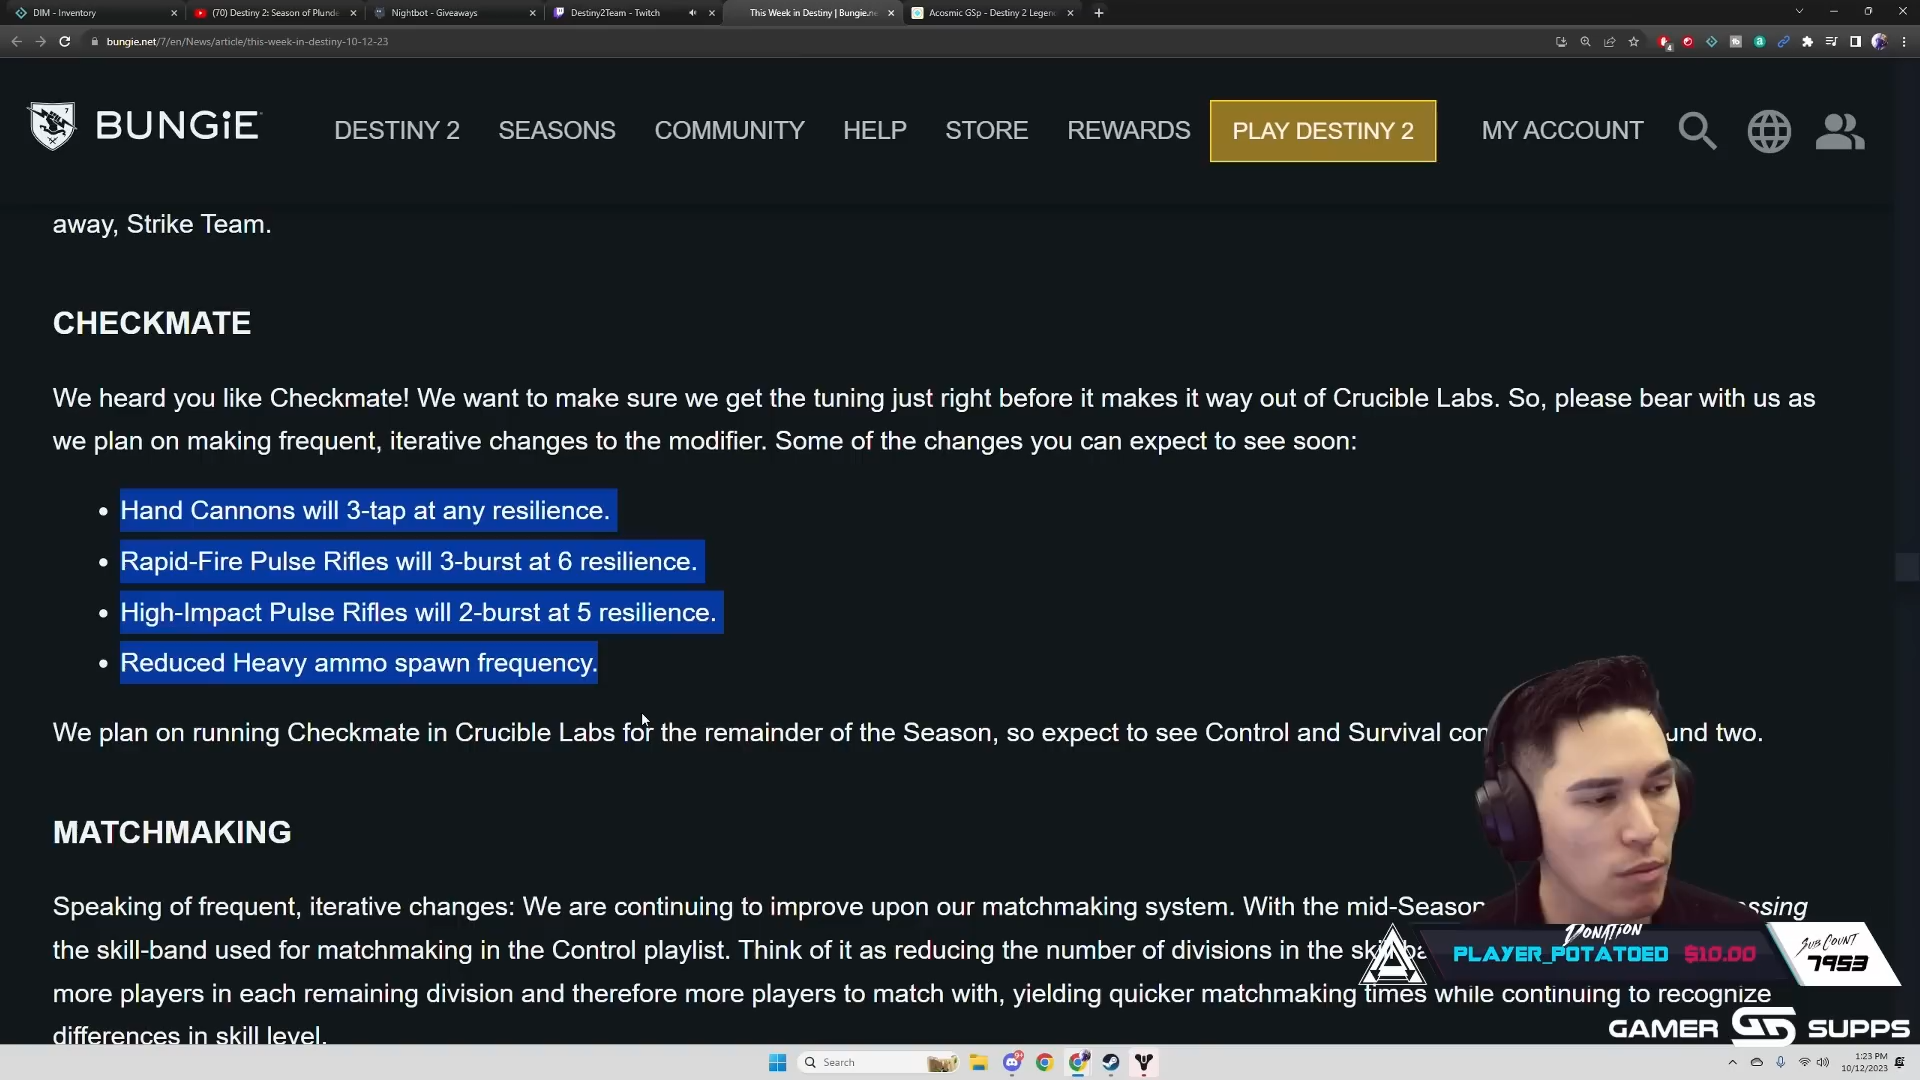 DIM - Inventory
(70) Destiny 2: Season of Plunde
Nightbot - Giveaways
Destiny2Team - Twitch
This Week in Destiny | Bungie.ne
Acosmic GSp - Destiny 2 Legen
bungie.net/7/en/News/article/this-week-in-destiny-10-12-23
BUNGiE
DESTINY 2
SEASONS
COMMUNITY
HELP
STORE
REWARDS
PLAY DESTINY 2
MY ACCOUNT
away, Strike Team.
CHECKMATE
We heard you like Checkmate! We want to make sure we get the tuning just right before it makes it way out of Crucible Labs. So, please bear with us as
we plan on making frequent, iterative changes to the modifier. Some of the changes you can expect to see soon:
• Hand Cannons will 3-tap at any resilience.
• Rapid-Fire Pulse Rifles will 3-burst at 6 resilience.
• High-Impact Pulse Rifles will 2-burst at 5 resilience.
• Reduced Heavy ammo spawn frequency.
We plan on running Checkmate in Crucible Labs for the remainder of the Season, so expect to see Control and Survival und two.
MATCHMAKING
Speaking of frequent, iterative changes: We are continuing to improve upon our matchmaking system. With the mid-Season ssing
the skill-band used for matchmaking in the Control playlist. Think of it as reducing the number of divisions in the
more players in each remaining division and therefore more players to match with, yielding quicker matchmaking times while continuing to recognize
differences in skill level.
DONATION
PLAYER_POTATOED $10.00
SUB COUNT
7953
GAMER GS SUPPS
Search
1:23 PM
10/12/2023